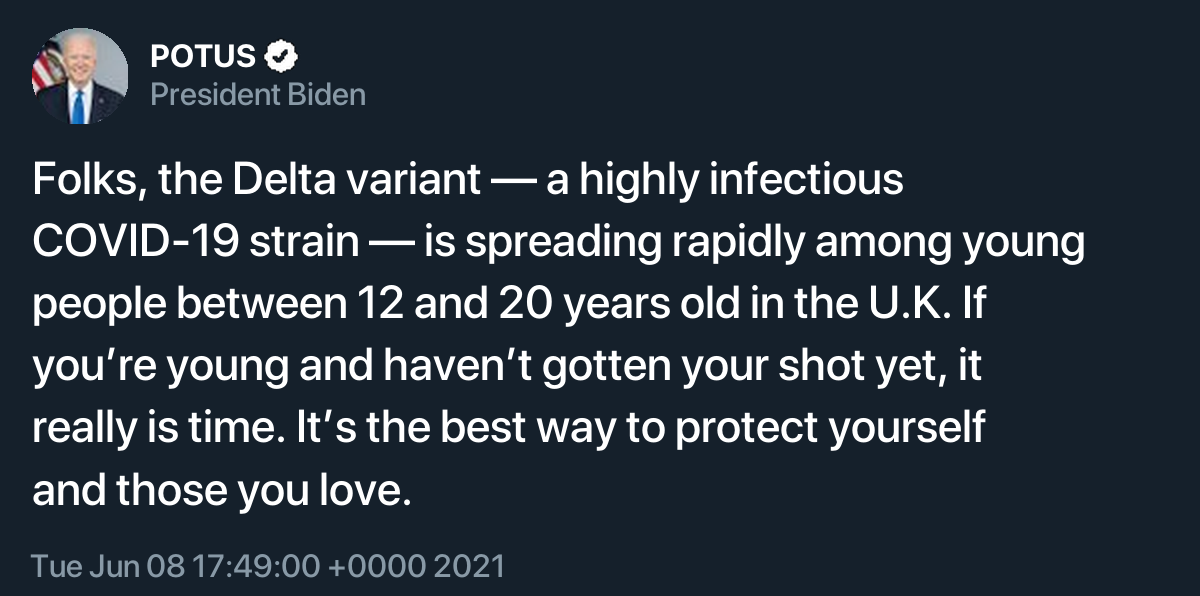 POTUS
President Biden
Folks, the Delta variant — a highly infectious
COVID-19 strain — is spreading rapidly among young
people between 12 and 20 years old in the U.K. If
you’re young and haven’t gotten your shot yet, it
really is time. It’s the best way to protect yourself
and those you love.
Tue Jun 08 17:49:00 +0000 2021